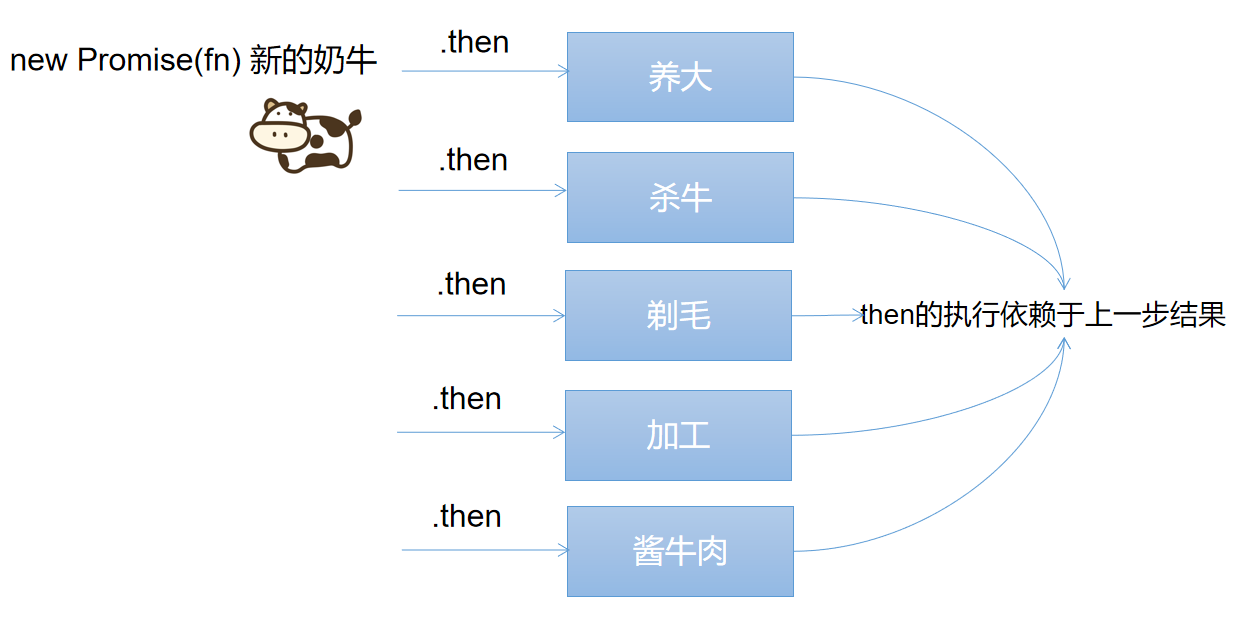 new Promise(fn) 新的奶牛
.then
养大
.then
杀牛
.then
剃毛
then的执行依赖于上一步结果
.then
加工
.then
酱牛肉